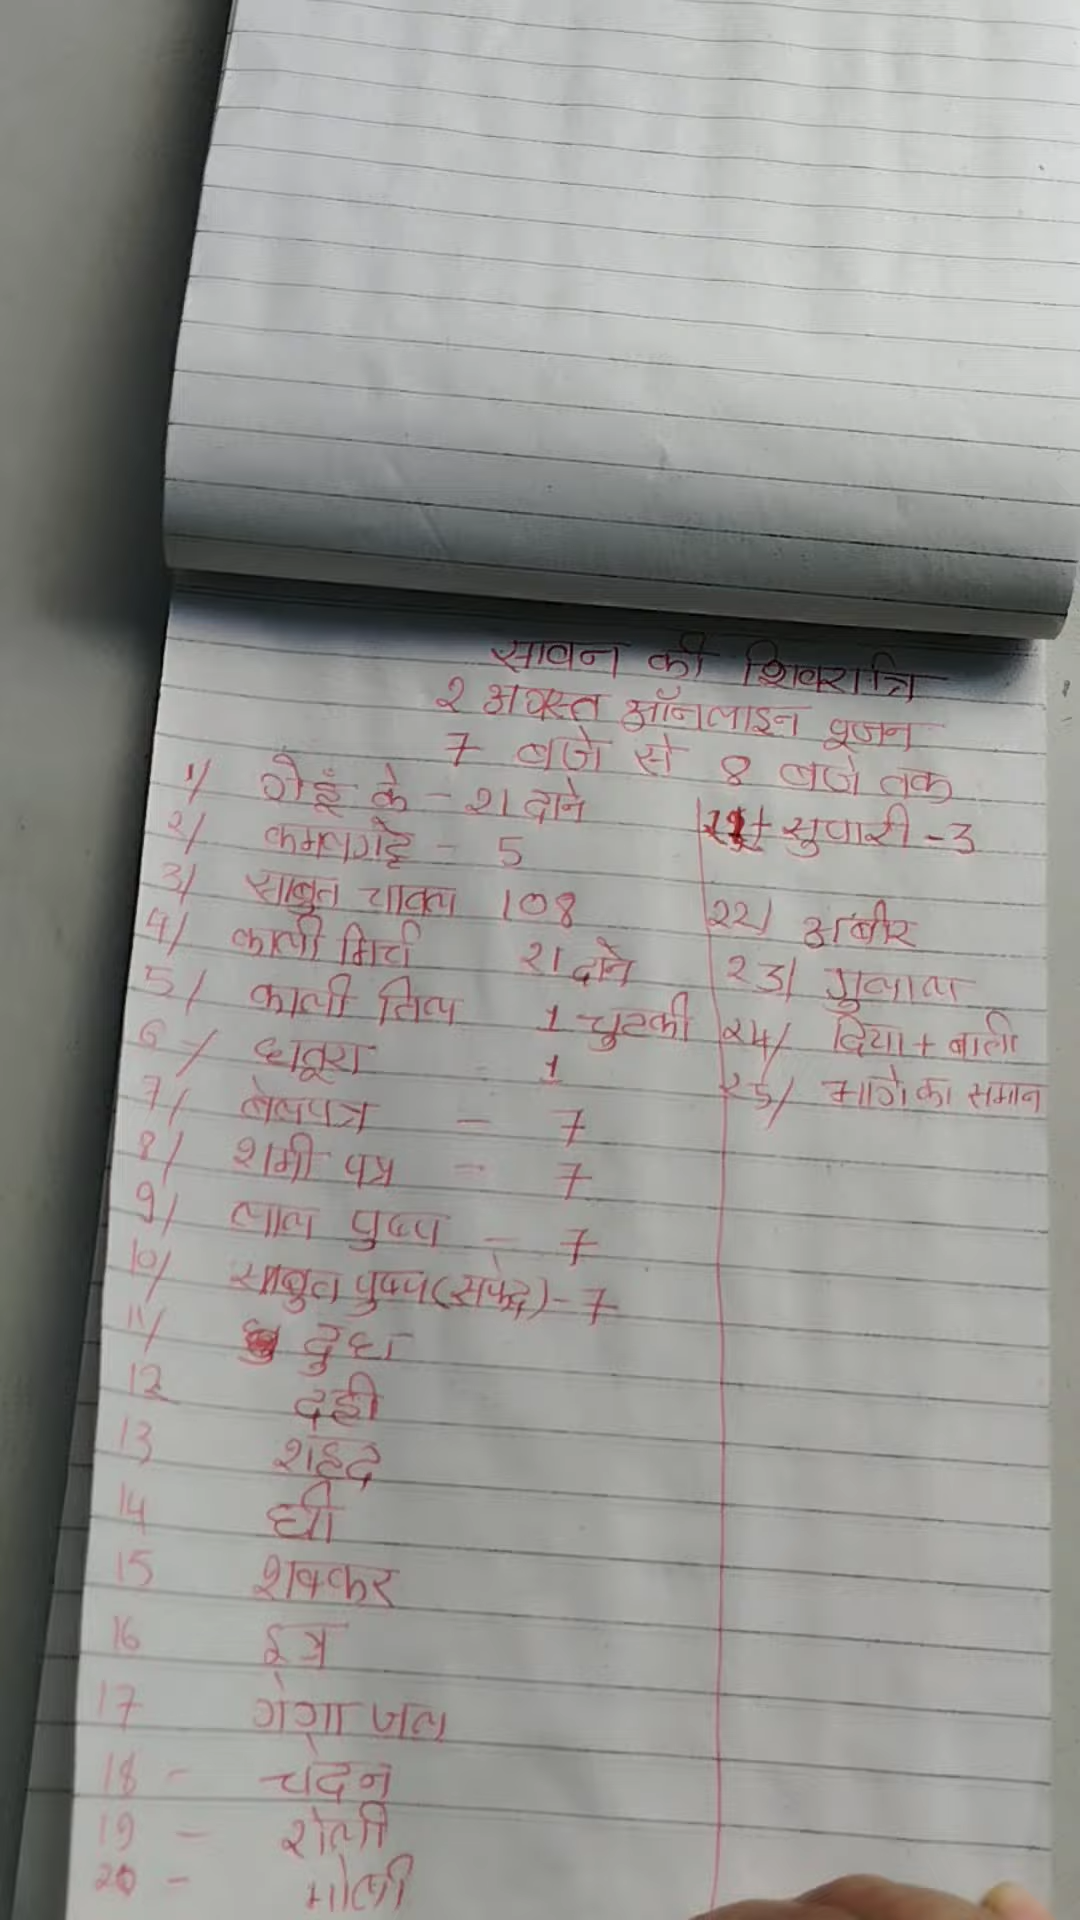 सावन की शिवरात्रि
2 अगस्त ऑनलाइन पूजन
7 बजे से 8 बजे तक
1/ गेहूं के - 21 दाने
2/ कमलगट्टे - 5
3/ साबुत चावल 108
4/ काली मिर्च 21 दाने
5/ काली तिल 1 चुटकी
6/ धतूरा 1
7/ बेलपत्र - 7
8/ शमी पत्र - 7
9/ लाल पुष्प - 7
10/ साबुत पुष्प (सफेद) - 7
11/ दुध
12 दही
13 शहद
14 घी
15 शक्कर
16 इत्र
17 गंगा जल
18 - चंदन
19 - रोली
20 - मोली
21 सुपारी - 3
22/ अबीर
23/ गुलाल
24/ दिया + बाती
25/ का समान